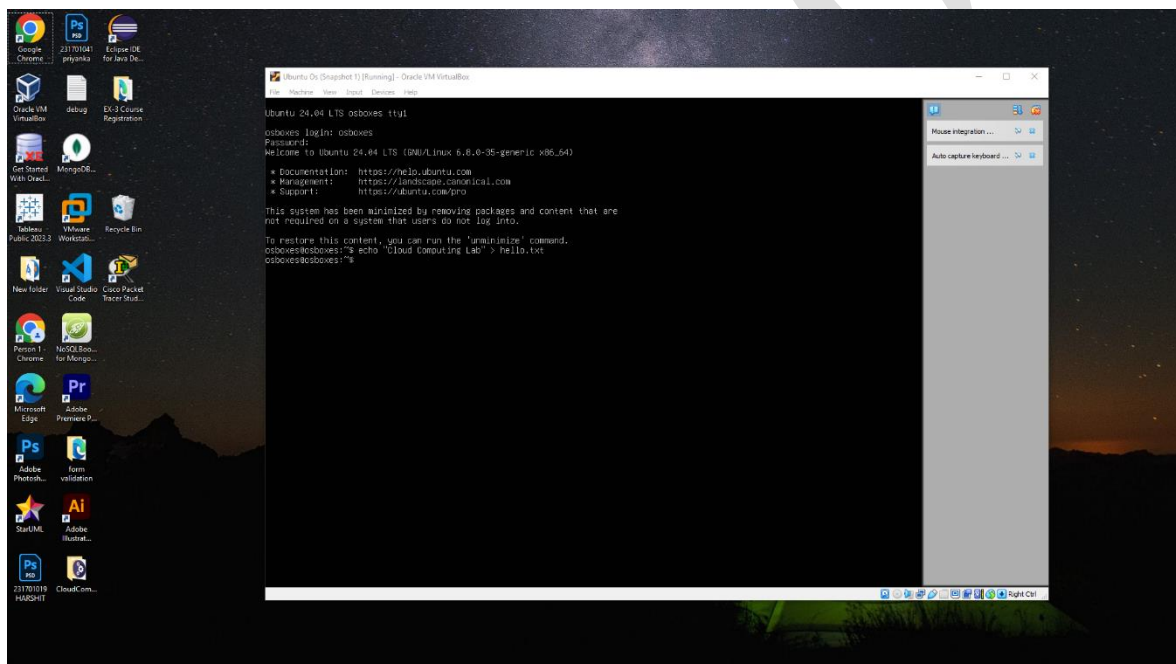 Google
Chrome
231701041
priyanka
Eclipse IDE
for Java De...
Oracle VM
VirtualBox
debug
EX-3 Course
Registration
Get Started
With Oracl...
MongoDB...
Tableau
Public 2023.3
VMware
Workstati...
Recycle Bin
New folder
Visual Studio
Code
Cisco Packet
Tracer Stud...
Person 1 -
Chrome
NoSQLBoo...
for Mongo...
Microsoft
Edge
Adobe
Premiere P...
Adobe
Photosh...
form
validation
StarUML
Adobe
Illustrat...
231701019
HARSHIT
CloudCom...
Ps
PSD
XE
Pr
Ps
Ai
Ps
PSD
Ubuntu Os (Snapshot 1) [Running] - Oracle VM VirtualBox
File Machine View Input Devices Help
Ubuntu 24.04 LTS osboxes tty1
osboxes login: osboxes
Password:
Welcome to Ubuntu 24.04 LTS (GNU/Linux 6.8.0-35-generic x86_64)
* Documentation: https://help.ubuntu.com
* Management: https://landscape.canonical.com
* Support: https://ubuntu.com/pro
This system has been minimized by removing packages and content that are
not required on a system that users do not log into.
To restore this content, you can run the 'unminimize' command.
osboxes@osboxes:~$ echo "Cloud Computing Lab" > hello.txt
osboxes@osboxes:~$
Mouse integration ...
Auto capture keyboard ...
Right Ctrl